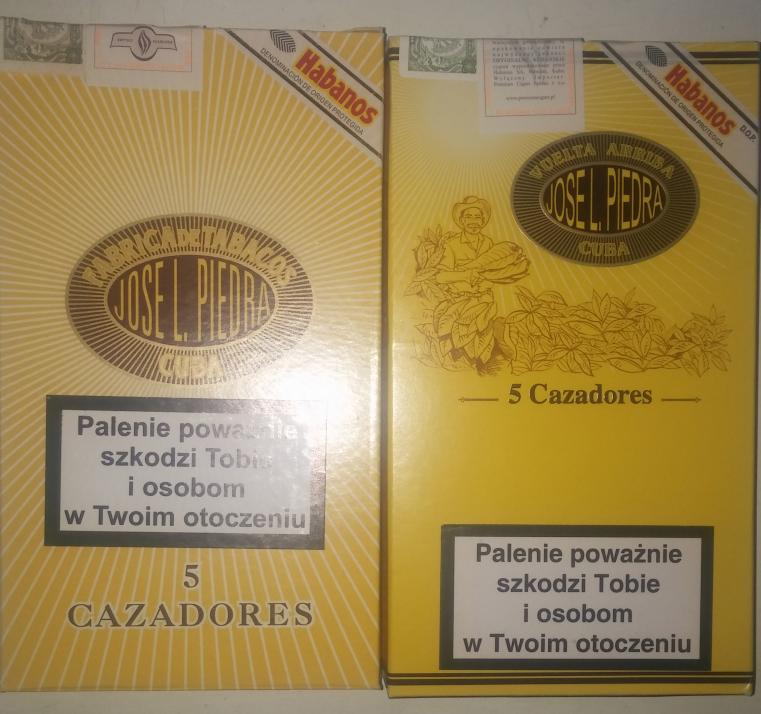 Habanos
DENOMINACIÓN DE ORIGEN PROTEGIDA
FABRICA DE TABACOS
JOSE L. PIEDRA
CUBA
Palenie poważnie
szkodzi Tobie
i osobom
w Twoim otoczeniu
5
CAZADORES
Habanos
DENOMINACIÓN DE ORIGEN PROTEGIDA
D.O.P.
VUELTA ARRIBA
JOSE L. PIEDRA
CUBA
5 Cazadores
Palenie poważnie
szkodzi Tobie
i osobom
w Twoim otoczeniu